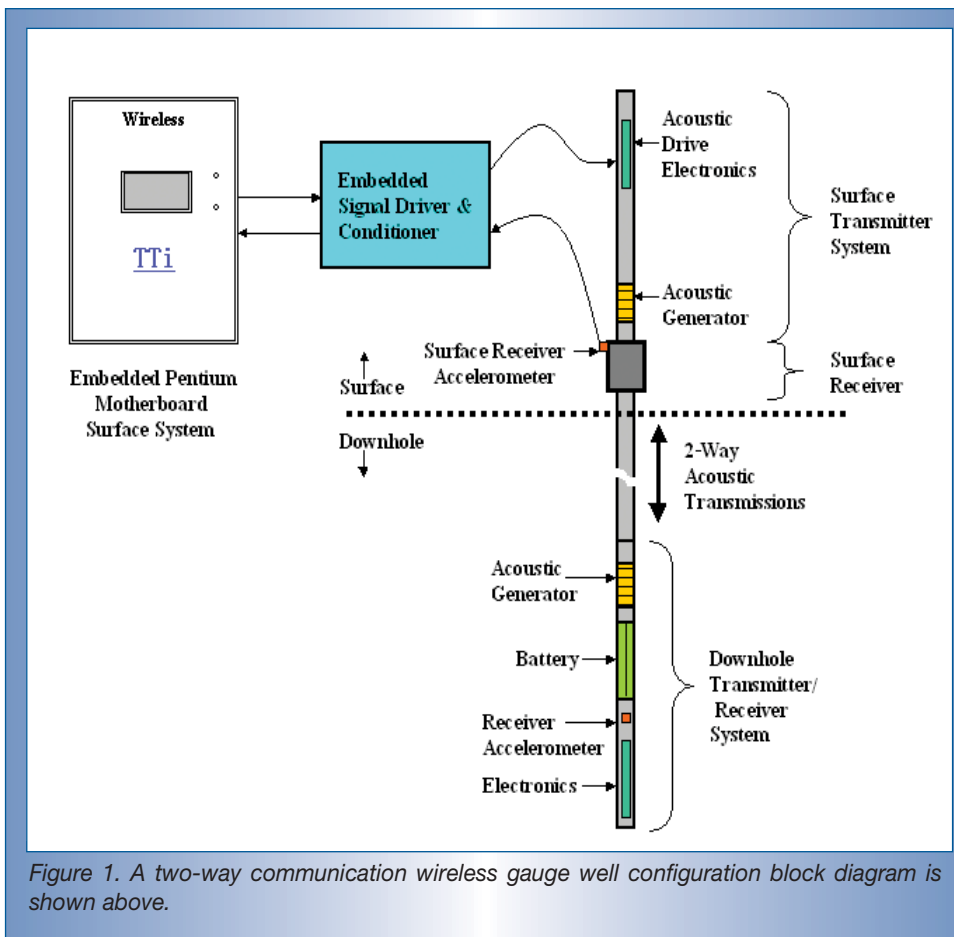 Wireless
TTi
Embedded Pentium
Motherboard
Surface System
Embedded
Signal Driver &
Conditioner
Acoustic
Drive
Electronics
Surface
Transmitter
System
Acoustic
Generator
Surface Receiver
Accelerometer
Surface
Receiver
Surface
Downhole
2-Way
Acoustic
Transmissions
Acoustic
Generator
Battery
Receiver
Accelerometer
Electronics
Downhole
Transmitter/
Receiver
System
Figure 1. A two-way communication wireless gauge well configuration block diagram is
shown above.